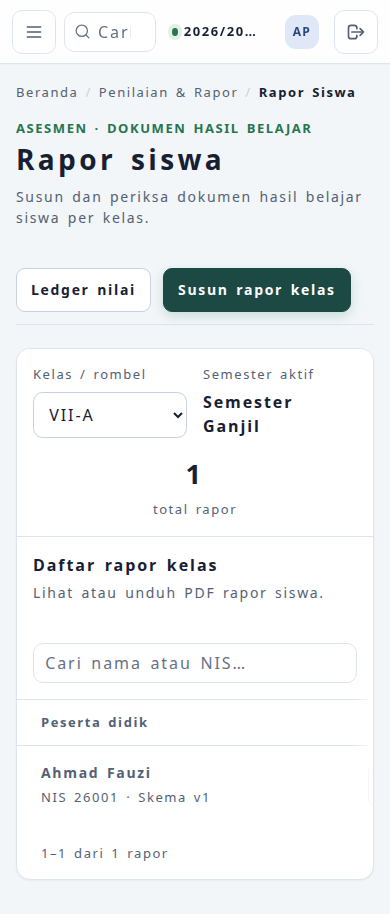 Cari
2026/20...
AP
Beranda / Penilaian & Rapor / Rapor Siswa
ASESMEN · DOKUMEN HASIL BELAJAR
Rapor siswa
Susun dan periksa dokumen hasil belajar
siswa per kelas.
Ledger nilai
Susun rapor kelas
Kelas / rombel
Semester aktif
VII-A
Semester
Ganjil
1
total rapor
Daftar rapor kelas
Lihat atau unduh PDF rapor siswa.
Cari nama atau NIS...
Peserta didik
Ahmad Fauzi
NIS 26001 · Skema v1
1–1 dari 1 rapor